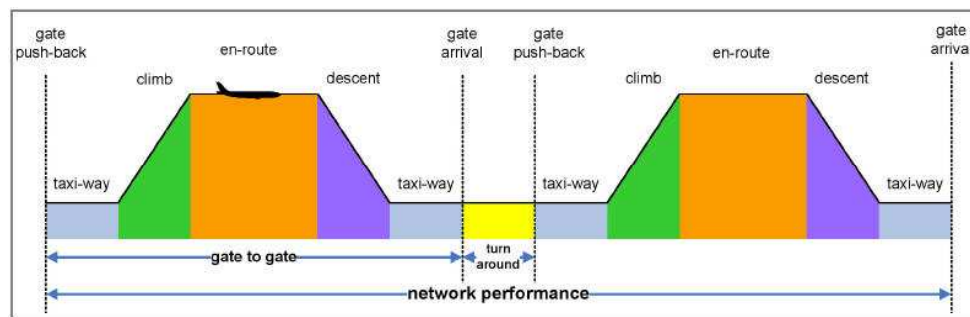 gate
push-back
en-route
gate
arrival
gate
push-back
en-route
gate
arrival
climb
descent
climb
descent
taxi-way
taxi-way
taxi-way
taxi-way
gate to gate
turn
around
network performance